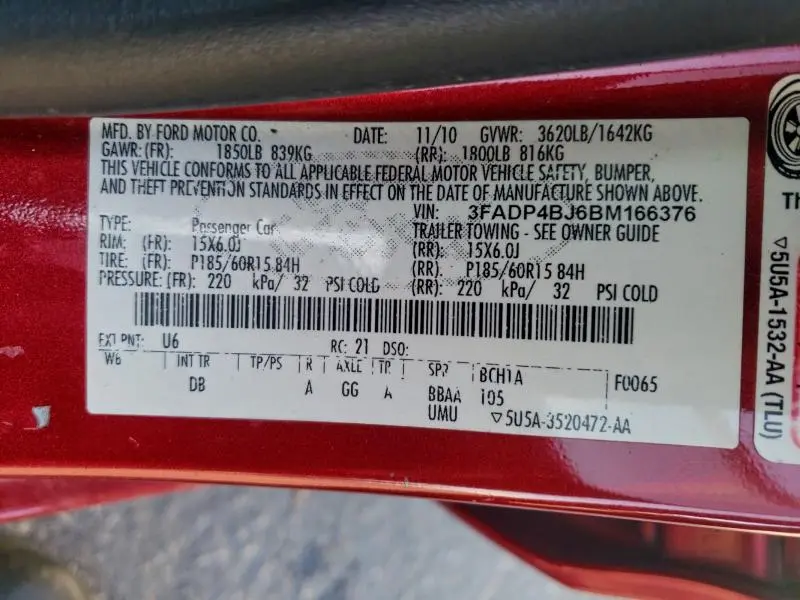 MFD. BY FORD MOTOR CO. DATE: 11/10 GVWR: 3620LB/1642KG
GAWR: (FR): 1850LB 839KG (RR): 1800LB 816KG
THIS VEHICLE CONFORMS TO ALL APPLICABLE FEDERAL MOTOR VEHICLE SAFETY, BUMPER,
AND THEFT PREVENTION STANDARDS IN EFFECT ON THE DATE OF MANUFACTURE SHOWN ABOVE.
VIN: 3FADP4BJ6BM166376
TYPE: Passenger Car TRAILER TOWING - SEE OWNER GUIDE
RIM: (FR): 15X6.0J (RR): 15X6.0J
TIRE: (FR): P185/60R15 84H (RR): P185/60R15 84H
PRESSURE: (FR): 220 kPa/ 32 PSI COLD (RR): 220 kPa/ 32 PSI COLD
EXT PNT: U6 RC: 21 DSO:
WB INT TR TP/PS R AXLE TR SPR BCH1A F0065
DB A GG A BBAA 105
UMU ▽5U5A-3520472-AA
TH
▽5U5A-1532-AA (TLU)